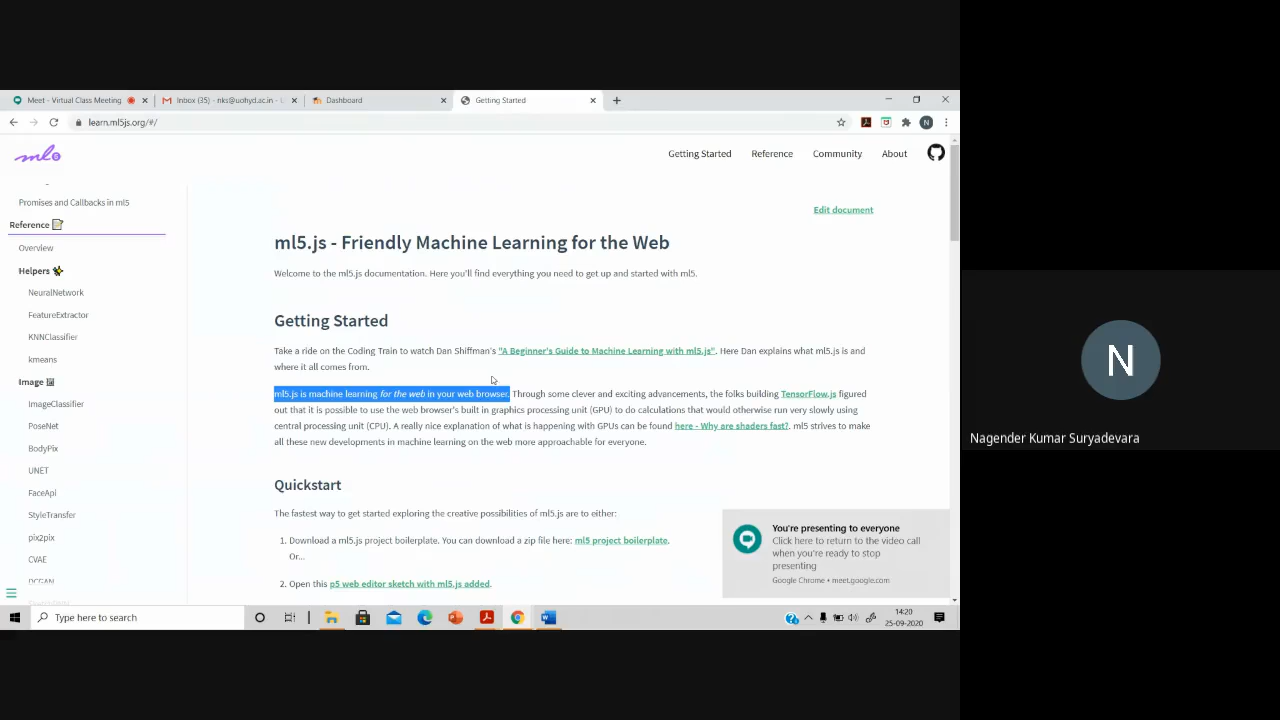 Meet - Virtual Class Meeting
Inbox (35) - nks@uohyd.ac.in -
Dashboard
Getting Started
learn.ml5js.org/#/
N
ml5
Getting Started
Reference
Community
About
Promises and Callbacks in ml5
Reference
Overview
Helpers
NeuralNetwork
FeatureExtractor
KNNClassifier
kmeans
Image
ImageClassifier
PoseNet
BodyPix
UNET
FaceApi
StyleTransfer
pix2pix
CVAE
DCGAN
Edit document
ml5.js - Friendly Machine Learning for the Web
Welcome to the ml5.js documentation. Here you'll find everything you need to get up and started with ml5.
Getting Started
Take a ride on the Coding Train to watch Dan Shiffman's "A Beginner's Guide to Machine Learning with ml5.js". Here Dan explains what ml5.js is and
where it all comes from.
ml5.js is machine learning for the web in your web browser. Through some clever and exciting advancements, the folks building TensorFlow.js figured
out that it is possible to use the web browser's built in graphics processing unit (GPU) to do calculations that would otherwise run very slowly using
central processing unit (CPU). A really nice explanation of what is happening with GPUs can be found here - Why are shaders fast?. ml5 strives to make
all these new developments in machine learning on the web more approachable for everyone.
Quickstart
The fastest way to get started exploring the creative possibilities of ml5.js are to either:
1. Download a ml5.js project boilerplate. You can download a zip file here: ml5 project boilerplate.
Or...
2. Open this p5 web editor sketch with ml5.js added.
You're presenting to everyone
Click here to return to the video call
when you're ready to stop
presenting
Google Chrome • meet.google.com
Type here to search
14:20
25-09-2020
N
Nagender Kumar Suryadevara